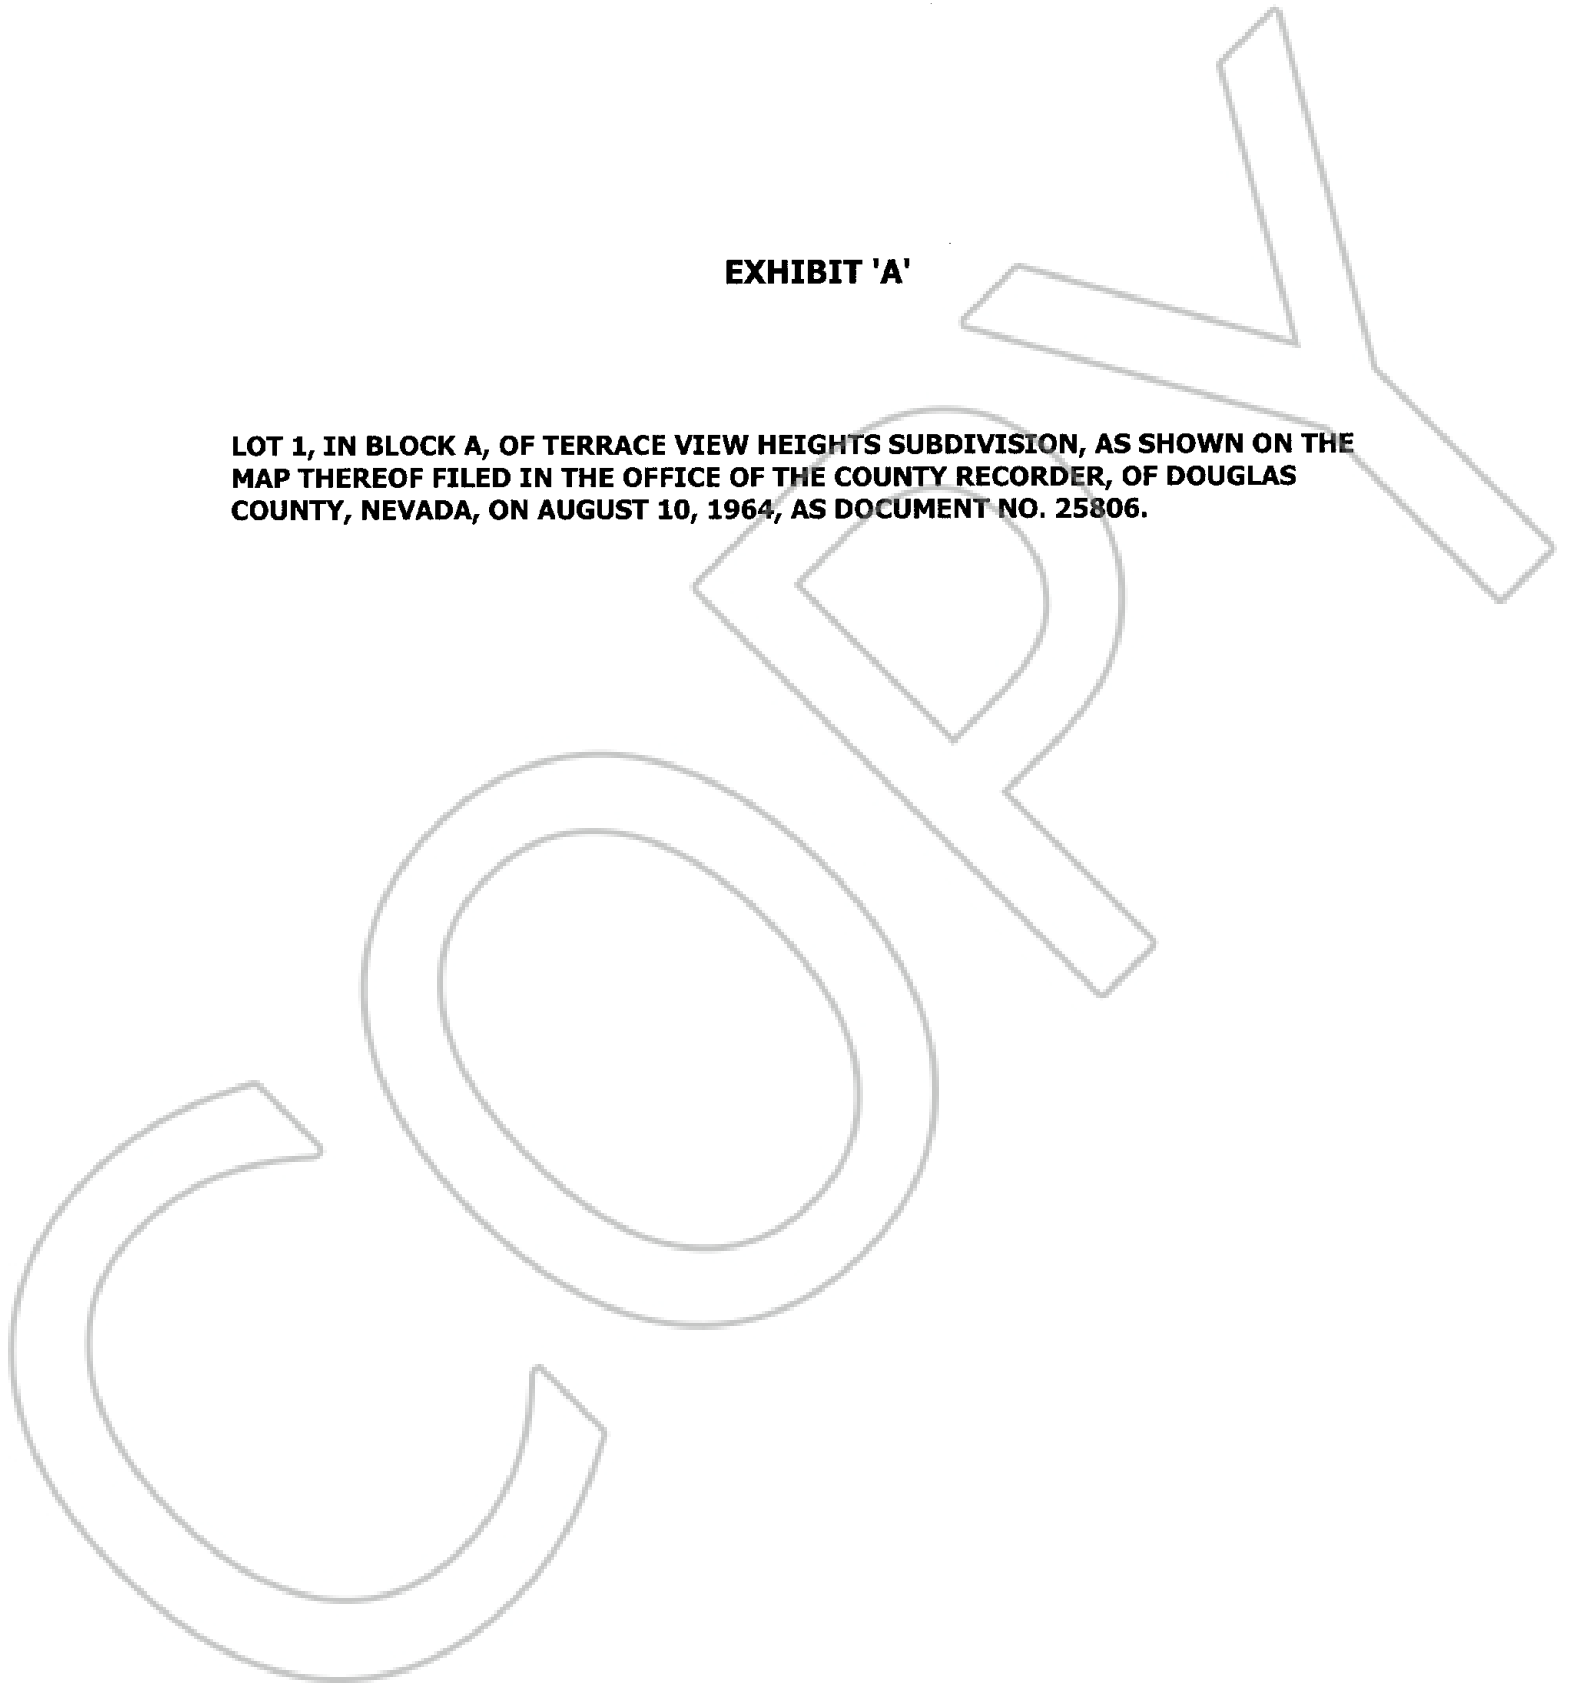 EXHIBIT 'A'
LOT 1, IN BLOCK A, OF TERRACE VIEW HEIGHTS SUBDIVISION, AS SHOWN ON THE
MAP THEREOF FILED IN THE OFFICE OF THE COUNTY RECORDER, OF DOUGLAS
COUNTY, NEVADA, ON AUGUST 10, 1964, AS DOCUMENT NO. 25806.
COPY